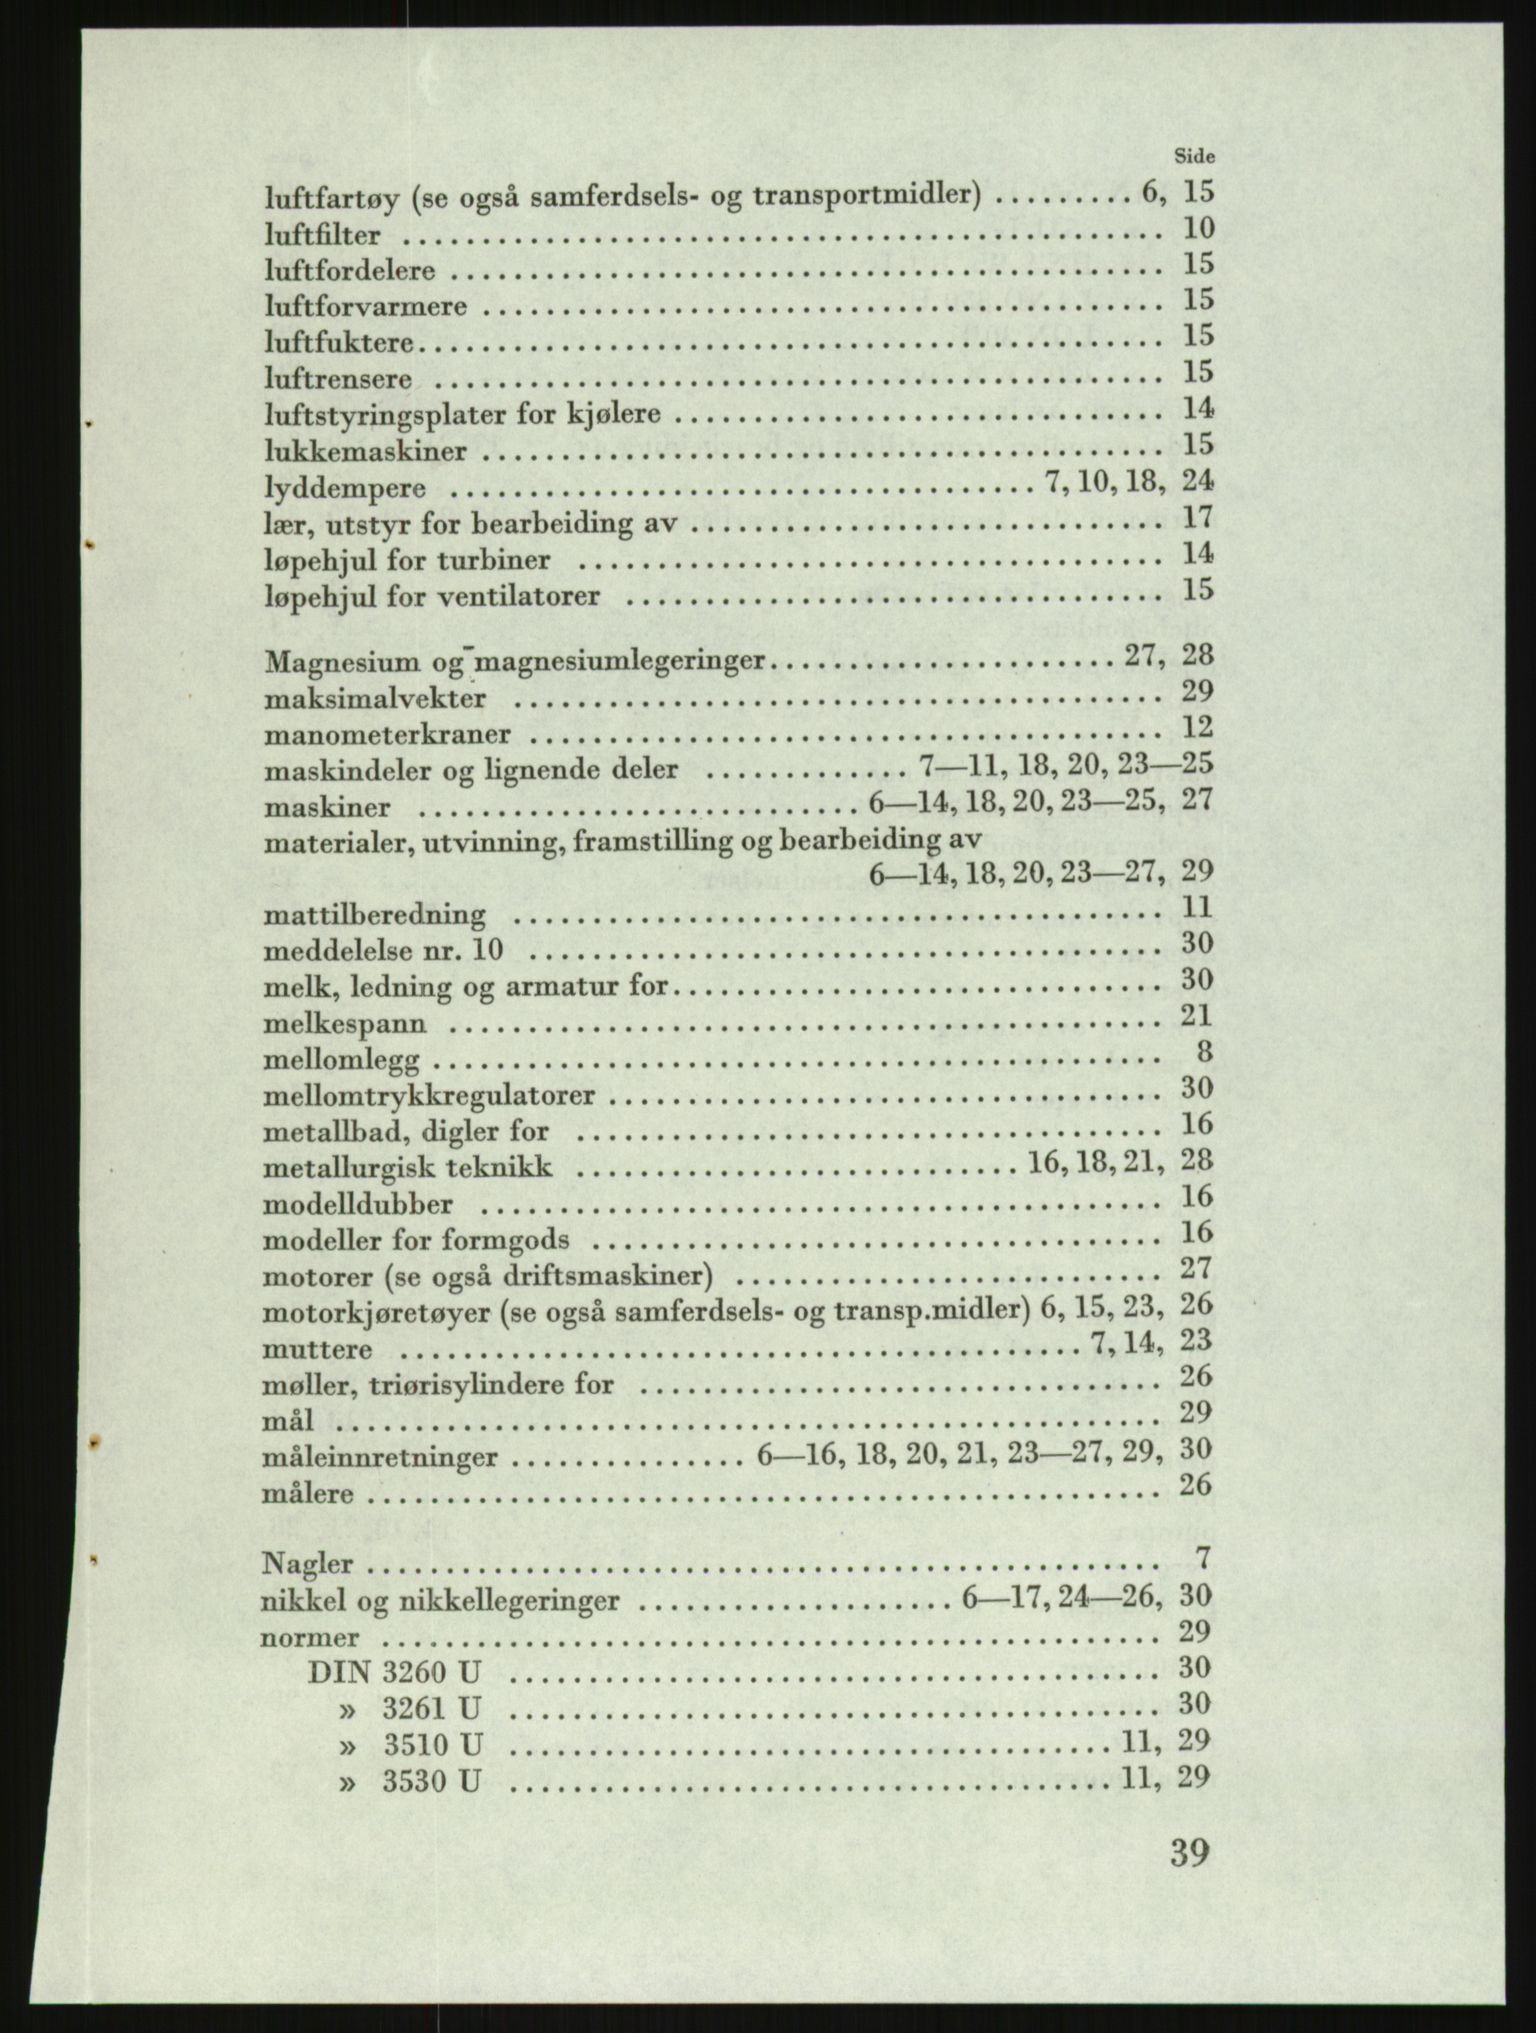 Side
luftfartøy (se også samferdsels- og transportmidler) ......... 6, 15
luftfilter ................................................ 10
luftfordelere ............................................. 15
luftforvarmere ........................................... 15
luftfuktere............................................... 15
luftrensere .............................................. 15
luftstyringsplater for kjølere ............................... 14
lukkemaskiner ........................................... 15
lyddempere ..................................... 7, 10, 18, 24
lær, utstyr for bearbeiding av .............................. 17
løpehjul for turbiner ..................................... 14
løpehjul for ventilatorer .................................. 15
Magnesium og magnesiumlegeringer...................... 27, 28
maksimalvekter ......................................... 29
manometerkraner ........................................ 12
maskindeler og lignende deler ............. 7—11, 18, 20, 23—25
maskiner ............................ 6—14, 18, 20, 23—25, 27
materialer, utvinning, framstilling og bearbeiding av
6—14, 18, 20, 23—27, 29
mattilberedning ......................................... 11
meddelelse nr. 10 ........................................ 30
melk, ledning og armatur for............................... 30
melkespann ............................................. 21
mellomlegg .............................................. 8
mellomtrykkregulatorer ................................... 30
metallbad, digler for ..................................... 16
metallurgisk teknikk ............................ 16, 18, 21, 28
modelldubber ........................................... 16
modeller for formgods .................................... 16
motorer (se også driftsmaskiner) ........................... 27
motorkjøretøyer (se også samferdsels- og transp.midler) 6, 15, 23, 26
muttere ........................................... 7, 14, 23
møller, triørisylindere for ................................. 26
mål .................................................... 29
måleinnretninger ............... 6—16, 18, 20, 21, 23—27, 29, 30
målere .................................................. 26
Nagler .................................................. 7
nikkel og nikkellegeringer .................... 6—17, 24—26, 30
normer ................................................. 29
DIN 3260 U ......................................... 30
» 3261 U ......................................... 30
» 3510 U ...................................... 11, 29
» 3530 U ...................................... 11, 29
39